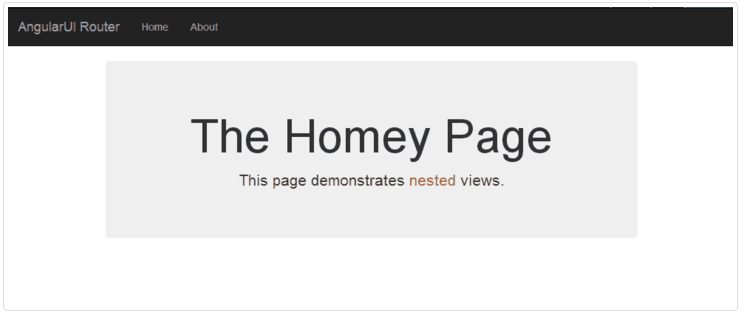 AngularUI Router Home About
The Homey Page
This page demonstrates nested views.